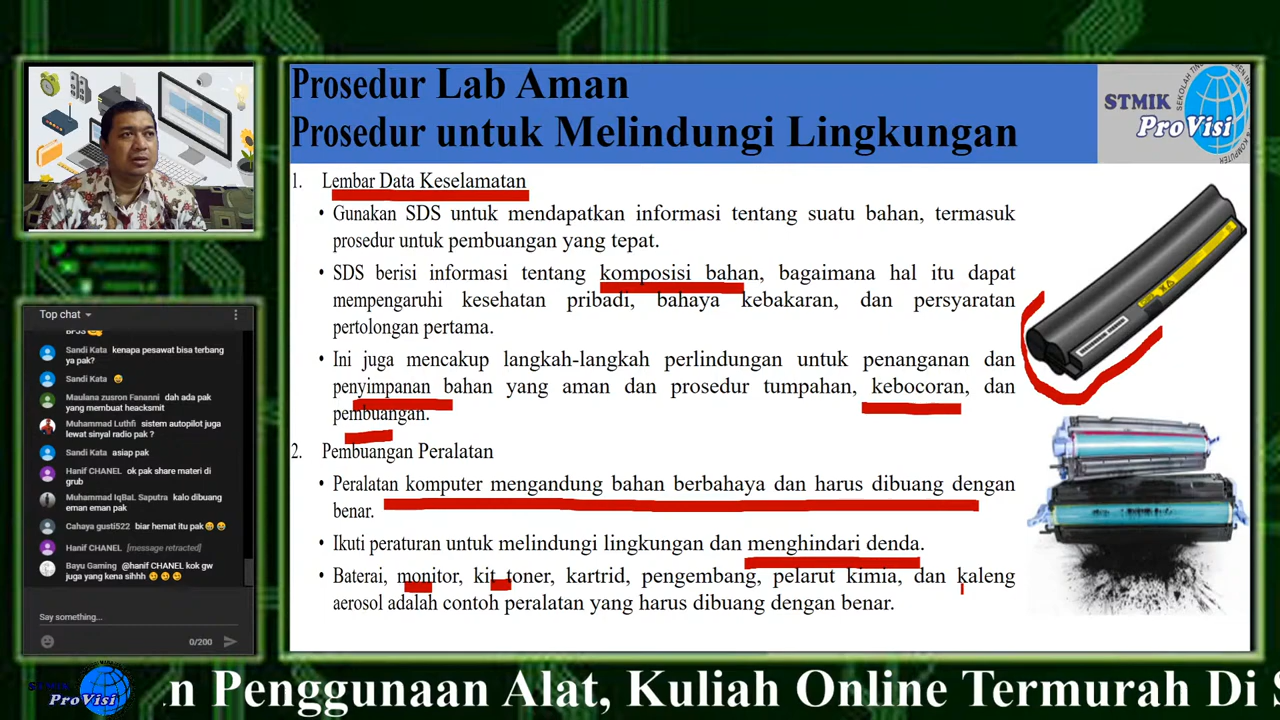 Prosedur Lab Aman
Prosedur untuk Melindungi Lingkungan
STMIK
ProVisi
1. Lembar Data Keselamatan
• Gunakan SDS untuk mendapatkan informasi tentang suatu bahan, termasuk
prosedur untuk pembuangan yang tepat.
• SDS berisi informasi tentang komposisi bahan, bagaimana hal itu dapat
mempengaruhi kesehatan pribadi, bahaya kebakaran, dan persyaratan
pertolongan pertama.
• Ini juga mencakup langkah-langkah perlindungan untuk penanganan dan
penyimpanan bahan yang aman dan prosedur tumpahan, kebocoran, dan
pembuangan.
2. Pembuangan Peralatan
• Peralatan komputer mengandung bahan berbahaya dan harus dibuang dengan
benar.
• Ikuti peraturan untuk melindungi lingkungan dan menghindari denda.
• Baterai, monitor, kit toner, kartrid, pengembang, pelarut kimia, dan kaleng
aerosol adalah contoh peralatan yang harus dibuang dengan benar.
Top chat
BPJS
Sandi Kata kenapa pesawat bisa terbang
ya pak?
Sandi Kata
Maulana zusron Fananni dah ada pak
yang membuat heacksmit
Muhammad Luthfi sistem autopilot juga
lewat sinyal radio pak ?
Sandi Kata asiap pak
Hanif CHANEL ok pak share materi di
grub
Muhammad IqBaL Saputra kalo dibuang
eman eman pak
Cahaya gusti522 biar hemat itu pak
Hanif CHANEL [message retracted]
Bayu Gaming @hanif CHANEL kok gw
juga yang kena sihh
Say something...
0/200
STMIK
ProVisi
n Penggunaan Alat, Kuliah Online Termurah Di S